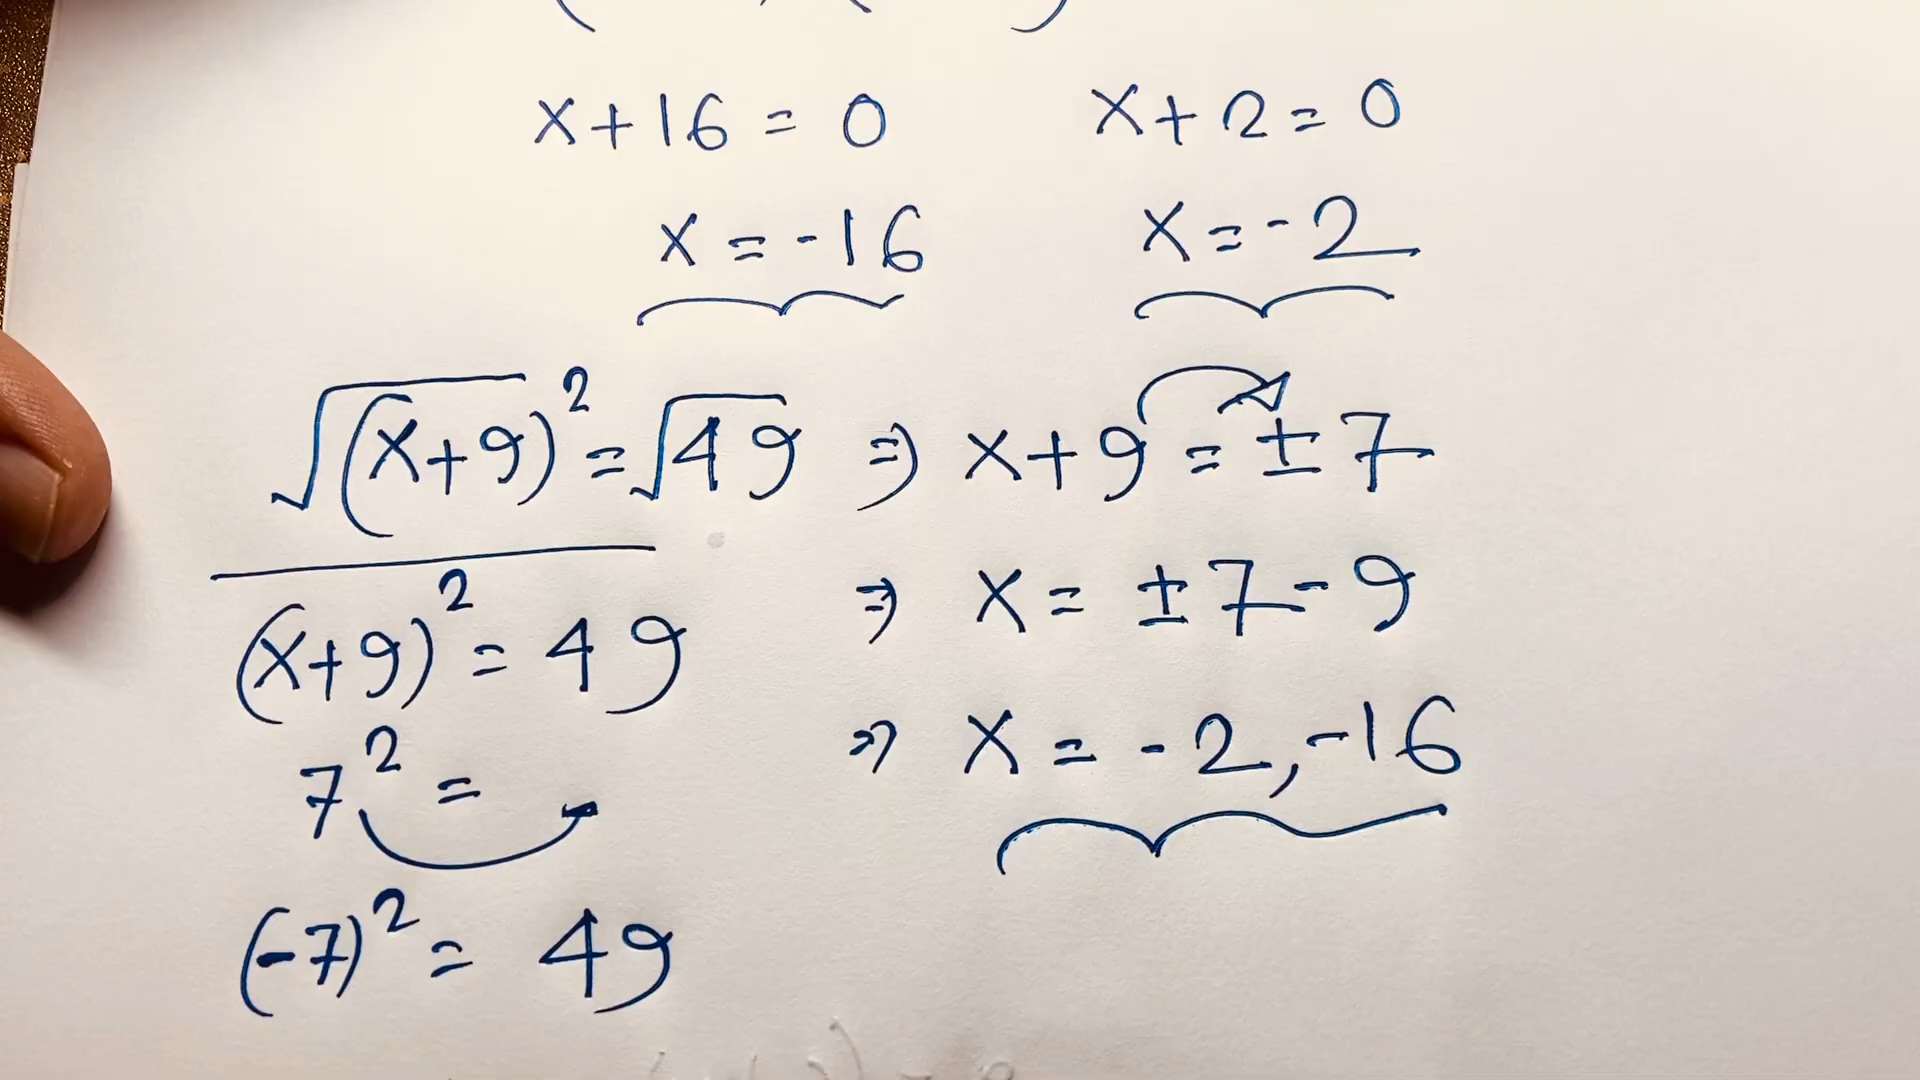 x+16 = 0 x+2 = 0
x = -16 x = -2
√(x+9)² = √49 ⇒ x+9 = ±7
(x+9)² = 49 ⇒ x = ±7-9
7² = ⇒ x = -2, -16
(-7)² = 49